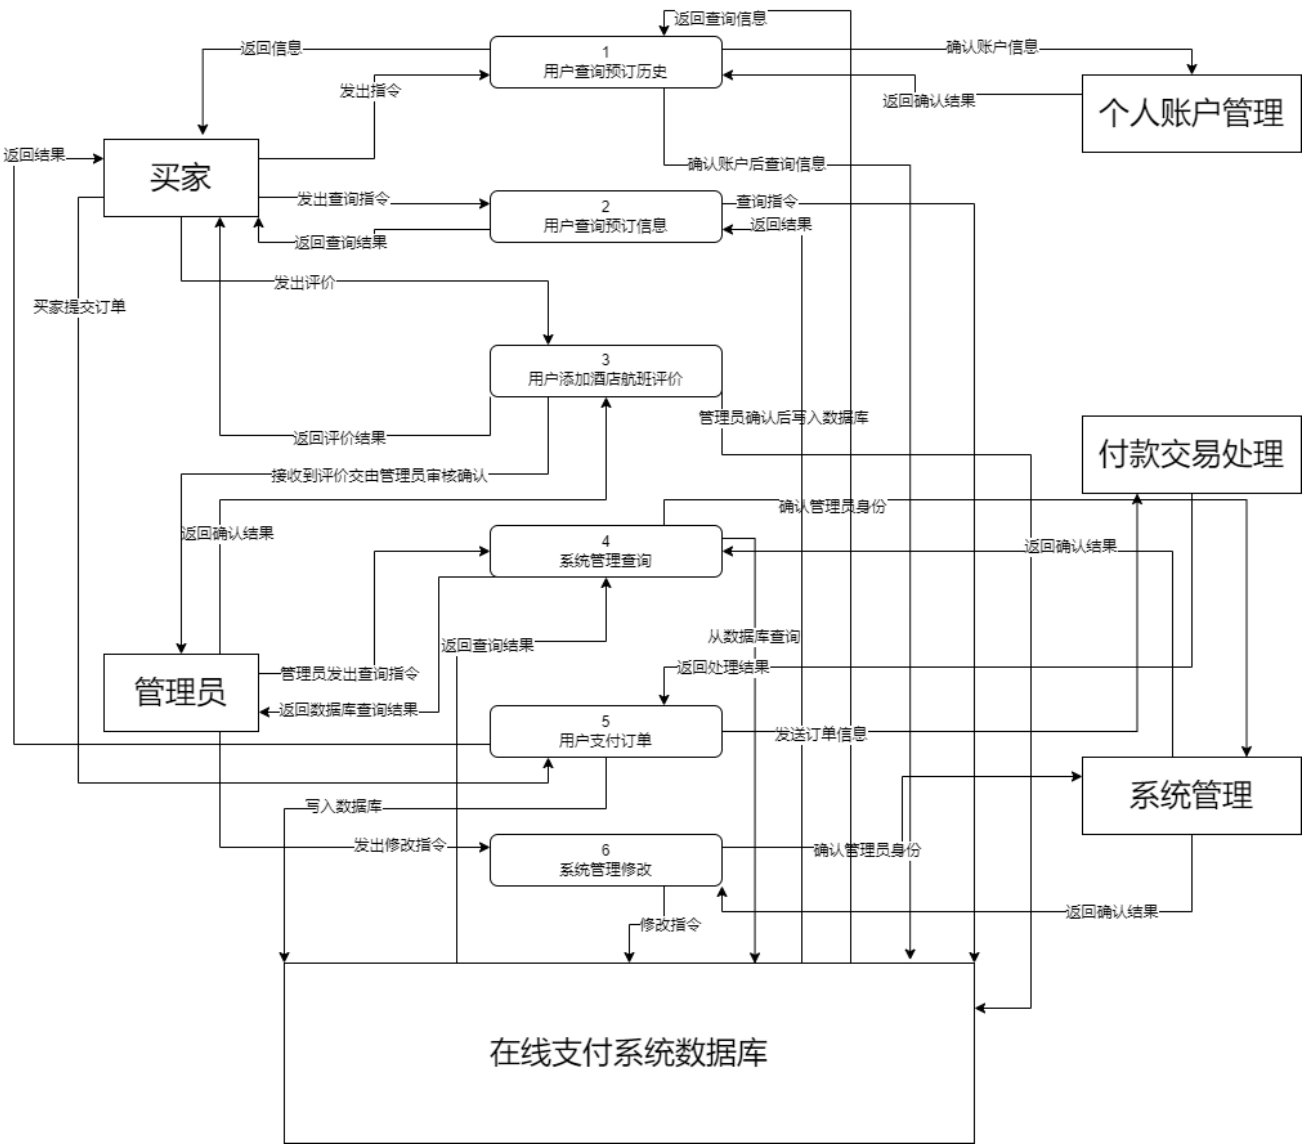 返回查询信息
返回信息
1
用户查询预订历史
确认账户信息
发出指令
返回确认结果
个人账户管理
返回结果
买家
确认账户后查询信息
发出查询指令
2
用户查询预订信息
查询指令
返回查询结果
返回结果
发出评价
买家提交订单
3
用户添加酒店航班评价
管理员确认后写入数据库
返回评价结果
付款交易处理
接收到评价交由管理员审核确认
确认管理员身份
返回确认结果
4
系统管理查询
返回确认结果
从数据库查询
返回查询结果
返回处理结果
管理员发出查询指令
管理员
返回数据库查询结果
5
用户支付订单
发送订单信息
系统管理
写入数据库
发出修改指令
6
系统管理修改
确认管理员身份
返回确认结果
修改指令
在线支付系统数据库